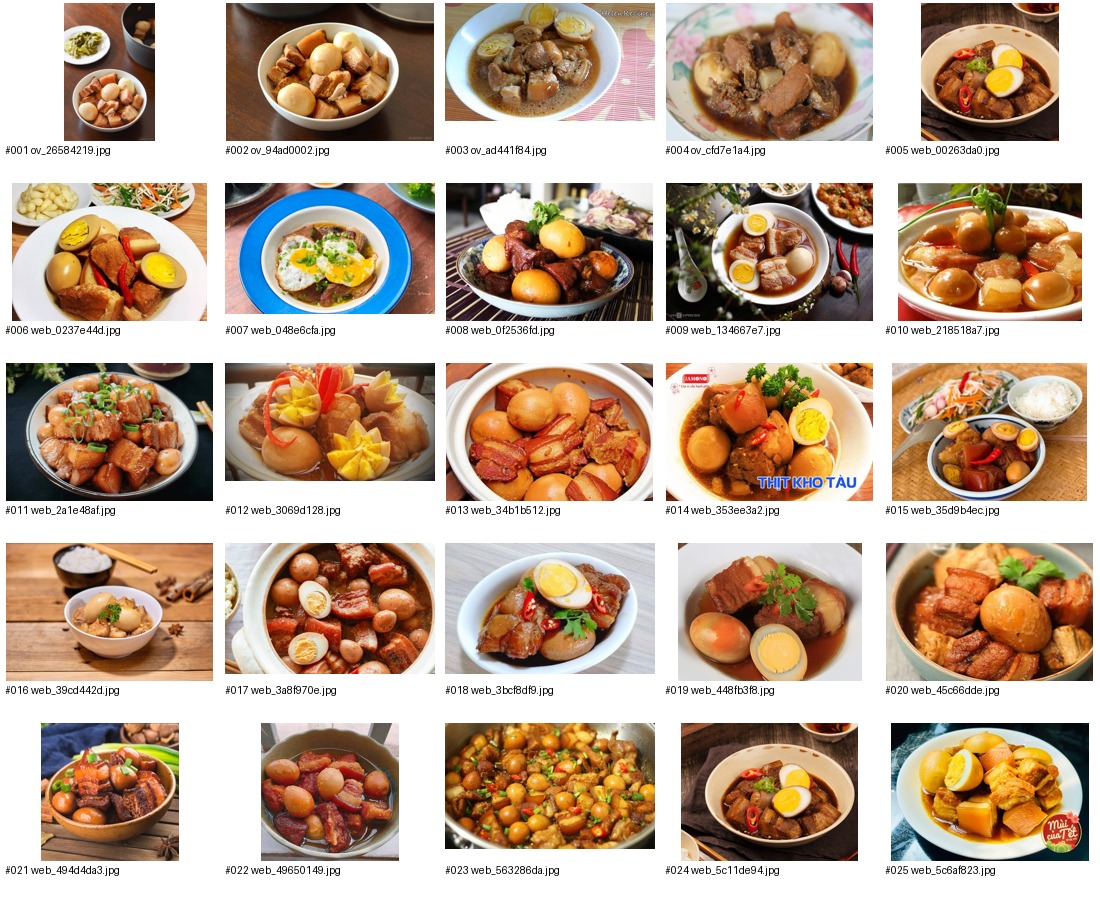 Helen Recipes
#001 ov_26584219.jpg
#002 ov_94ad0002.jpg
#003 ov_ad441f84.jpg
#004 ov_cfd7e1a4.jpg
#005 web_00263da0.jpg
#006 web_0237e44d.jpg
#007 web_048e6cfa.jpg
#008 web_0f2536fd.jpg
#009 web_134667e7.jpg
#010 web_218518a7.jpg
JAMONO
THỊT KHO TÀU
#011 web_2a1e48af.jpg
#012 web_3069d128.jpg
#013 web_34b1b512.jpg
#014 web_353ee3a2.jpg
#015 web_35d9b4ec.jpg
#016 web_39cd442d.jpg
#017 web_3a8f970e.jpg
#018 web_3bcf8df9.jpg
#019 web_448fb3f8.jpg
#020 web_45c66dde.jpg
Mùi
của Tết
#021 web_494d4da3.jpg
#022 web_49650149.jpg
#023 web_563286da.jpg
#024 web_5c11de94.jpg
#025 web_5c6af823.jpg